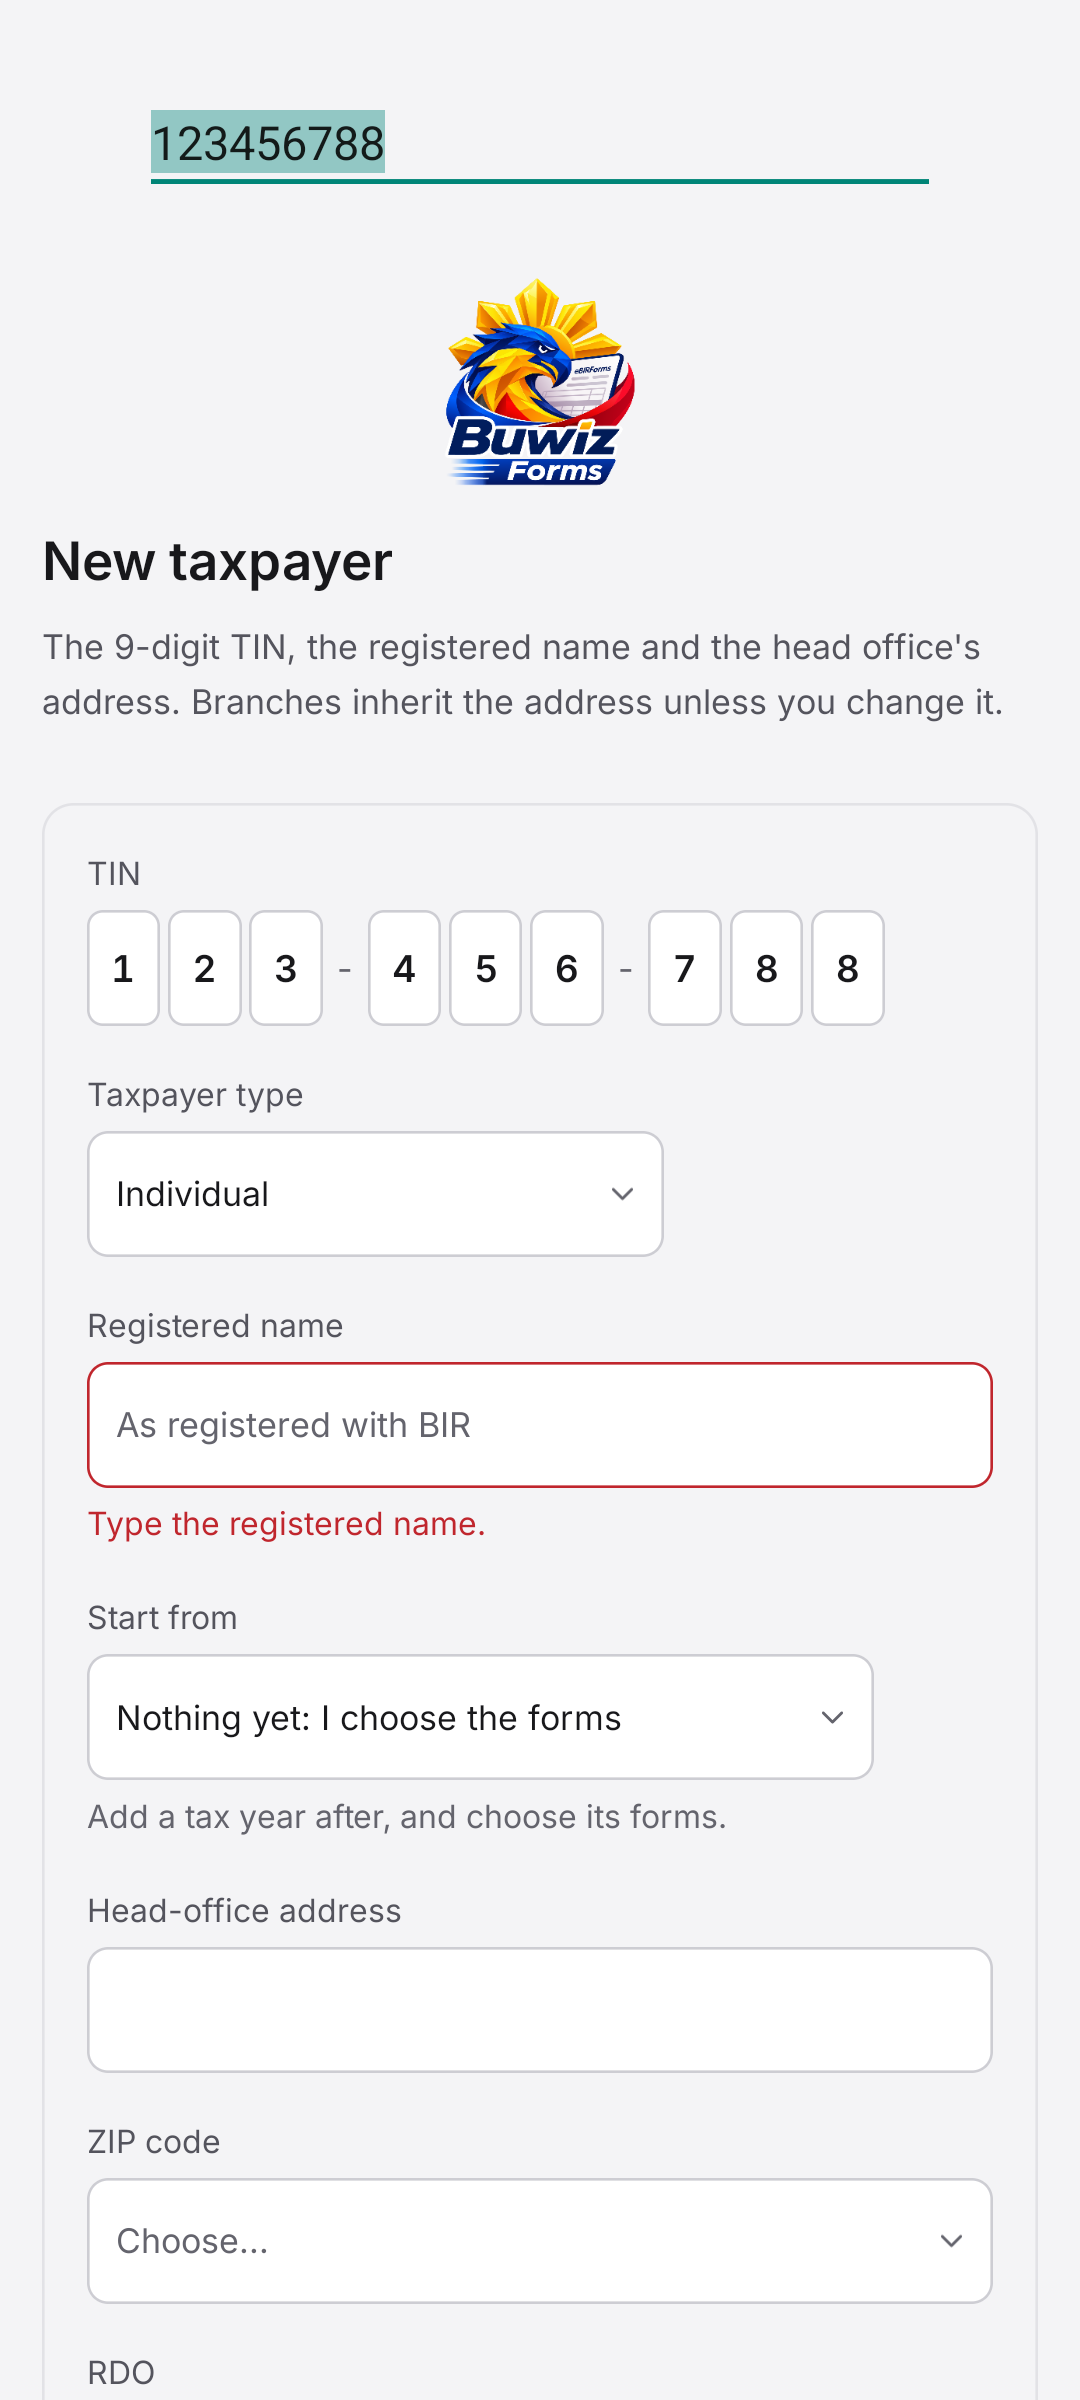 123456788
eBIRForms
Buwiz
Forms
New taxpayer
The 9-digit TIN, the registered name and the head office's
address. Branches inherit the address unless you change it.
TIN
1 2 3 - 4 5 6 - 7 8 8
Taxpayer type
Individual
Registered name
As registered with BIR
Type the registered name.
Start from
Nothing yet: I choose the forms
Add a tax year after, and choose its forms.
Head-office address
ZIP code
Choose...
RDO